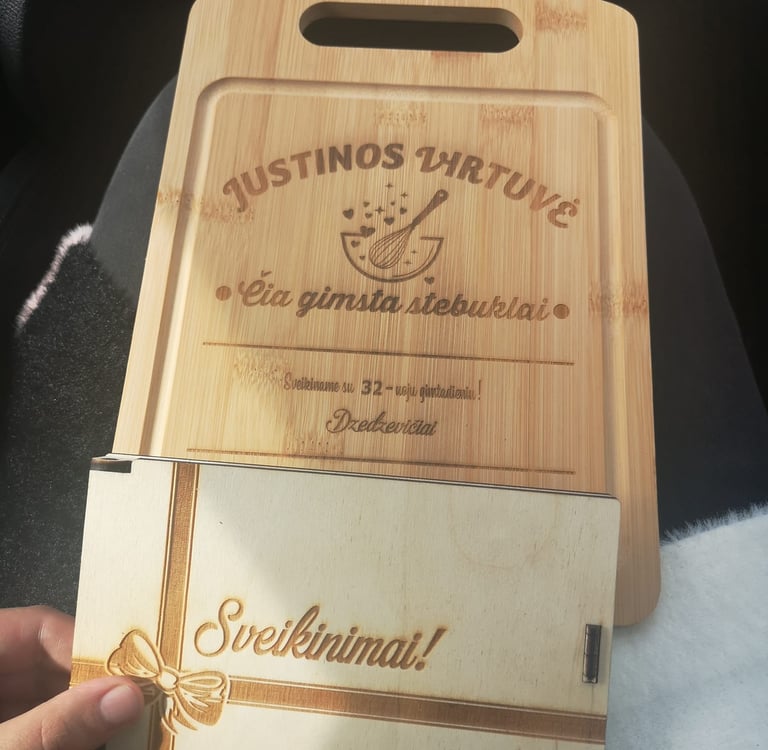 JUSTINOS VIRTUVĖ
Čia gimsta stebuklai
Sveikiname su 32-uoju gimtadieniu!
Dzedzevičiai
Sveikinimai!